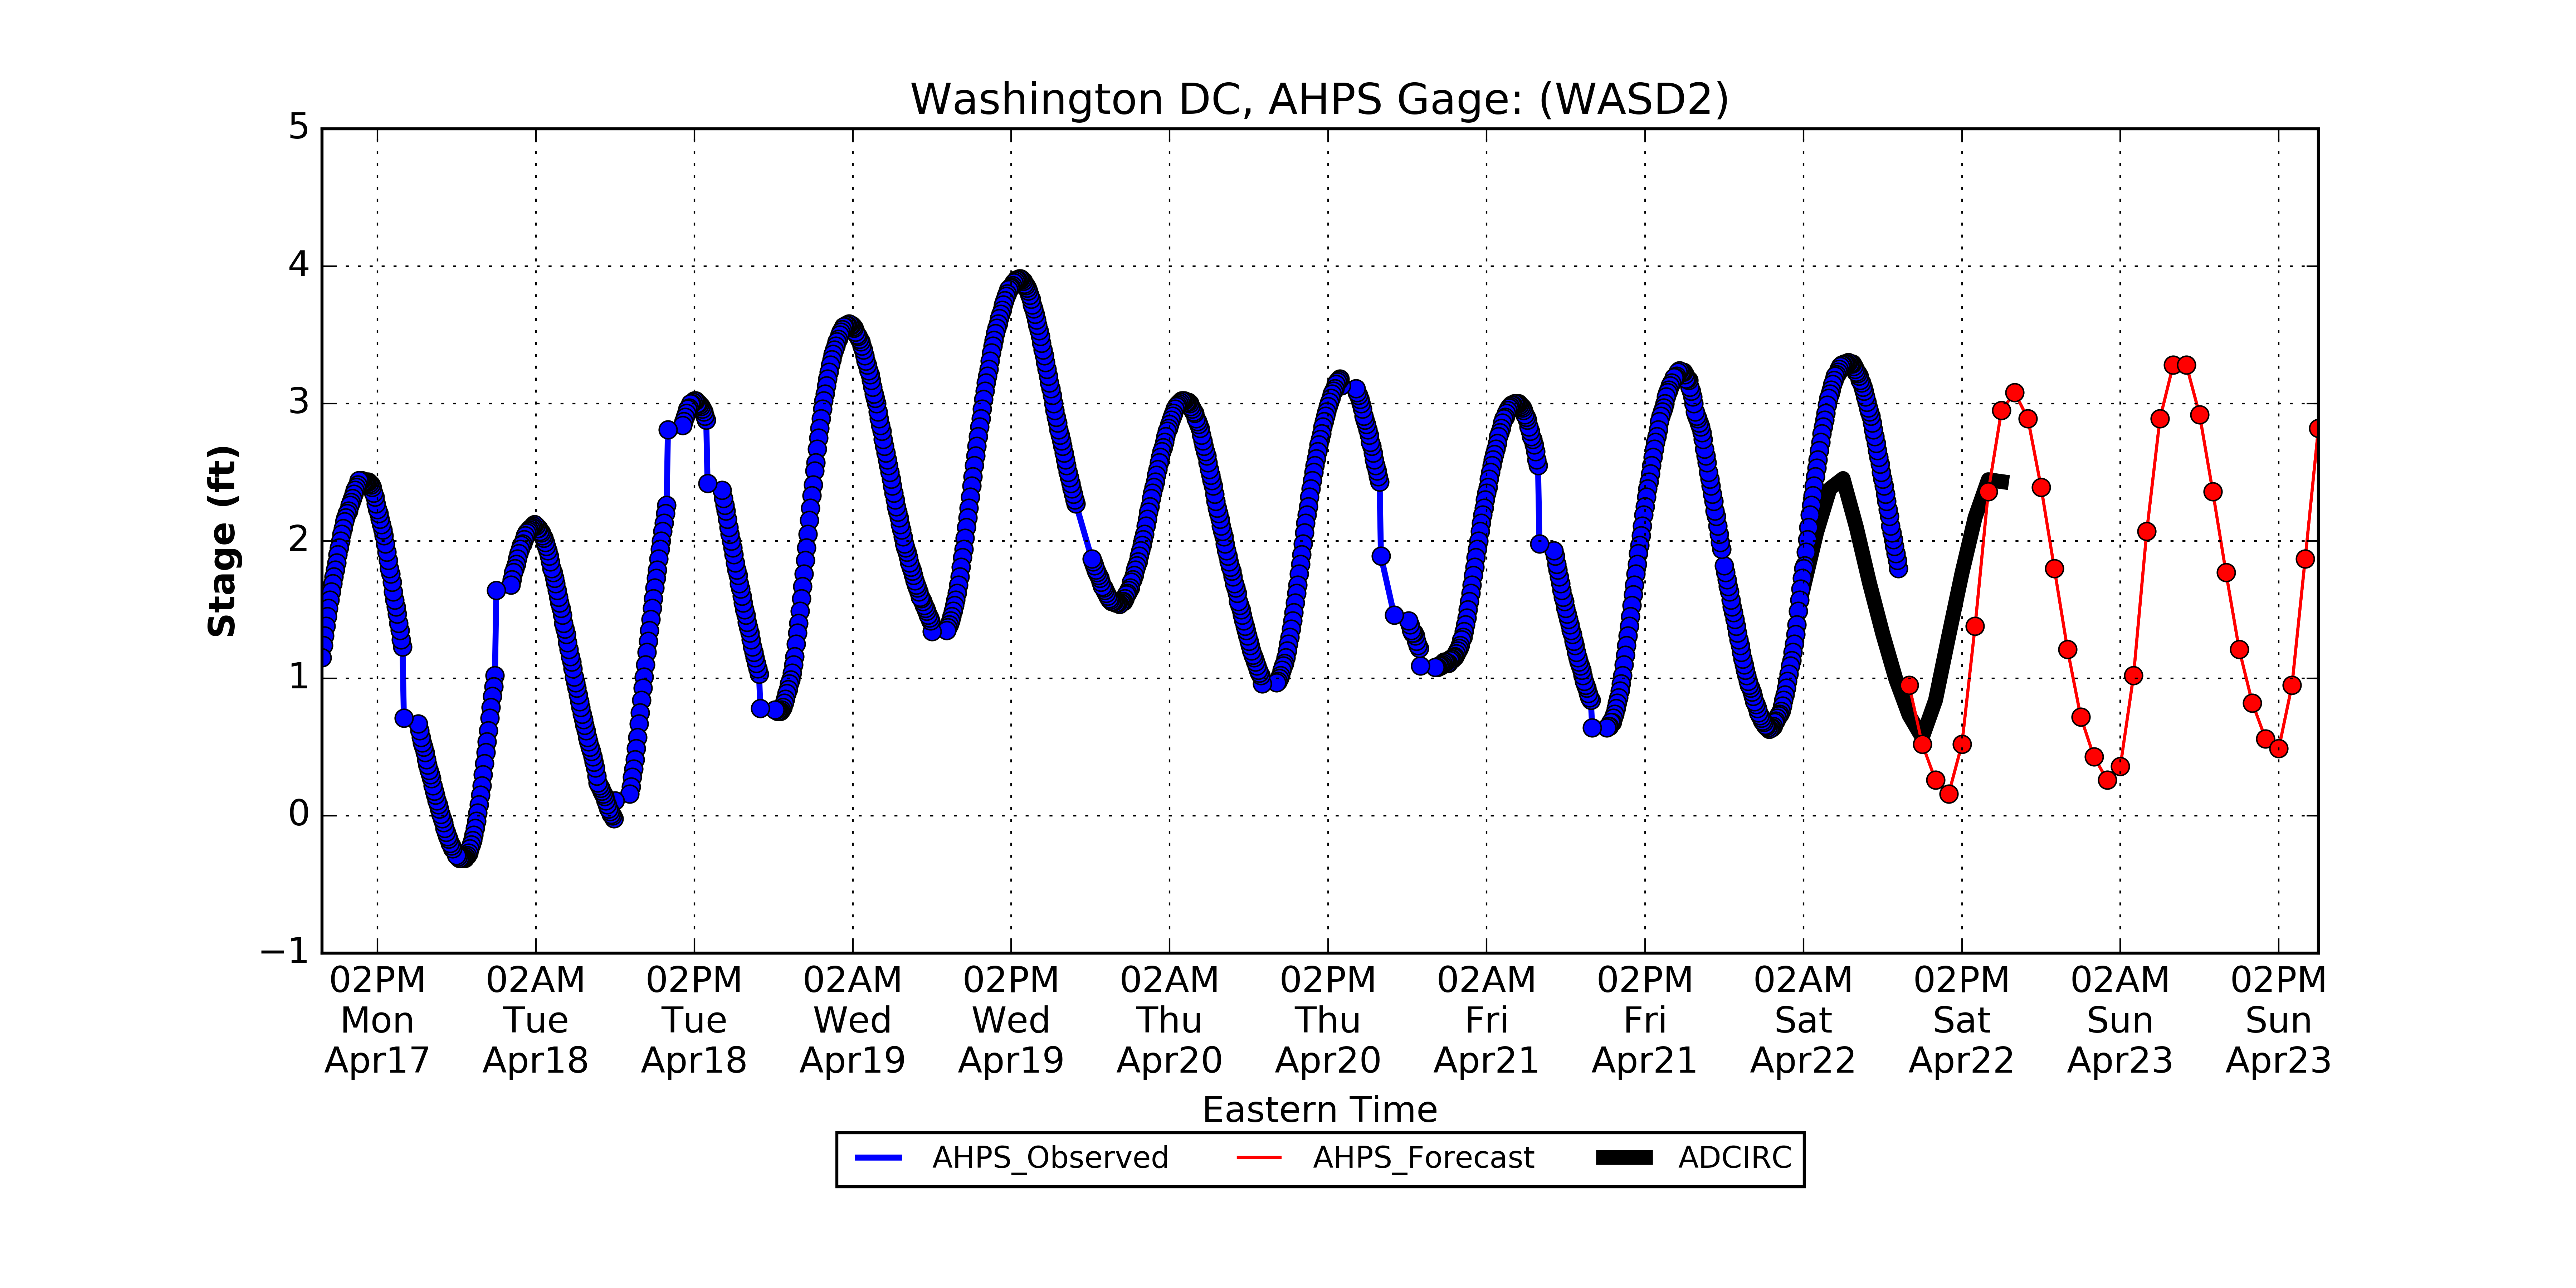 Washington DC, AHPS Gage: (WASD2)
5
4
3
2
1
0
−1
Stage (ft)
02PM 02AM 02PM 02AM 02PM 02AM 02PM 02AM 02PM 02AM 02PM 02AM 02PM
Mon Tue Tue Wed Wed Thu Thu Fri Fri Sat Sat Sun Sun
Apr17 Apr18 Apr18 Apr19 Apr19 Apr20 Apr20 Apr21 Apr21 Apr22 Apr22 Apr23 Apr23
Eastern Time
AHPS_Observed AHPS_Forecast ADCIRC